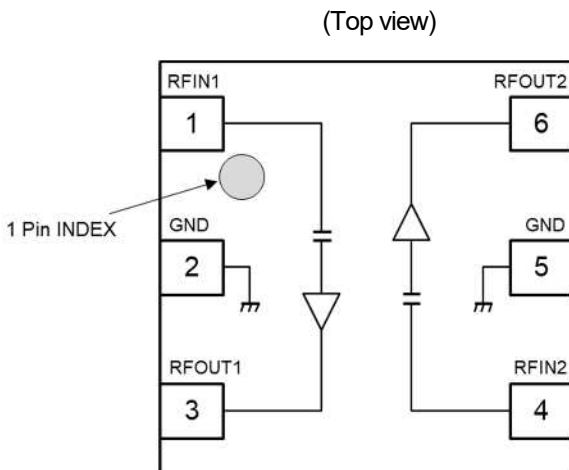 (Top view)
RFIN1
RFOUT2
1
6
1 Pin INDEX
GND
GND
2
5
RFOUT1
RFIN2
3
4